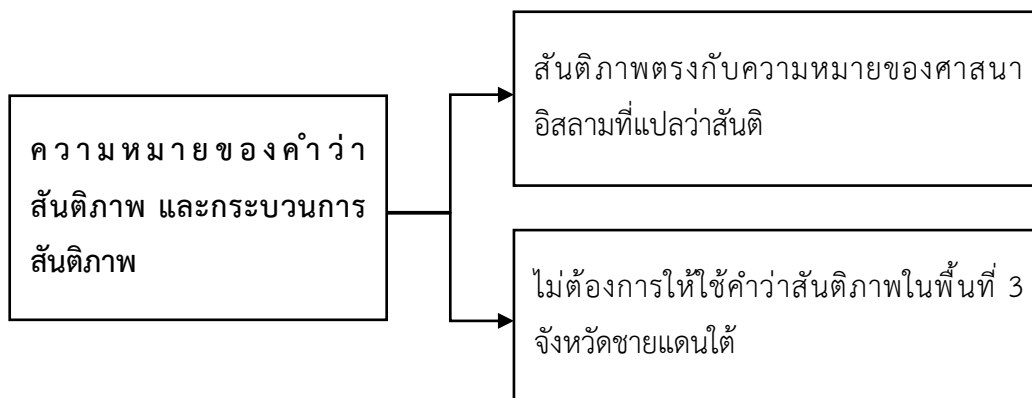 ความหมายของคำว่า
สันติภาพ และกระบวนการ
สันติภาพ
สันติภาพตรงกับความหมายของศาสนา
อิสลามที่แปลว่าสันติ
ไม่ต้องการให้ใช้คำว่าสันติภาพในพื้นที่ 3
จังหวัดชายแดนใต้